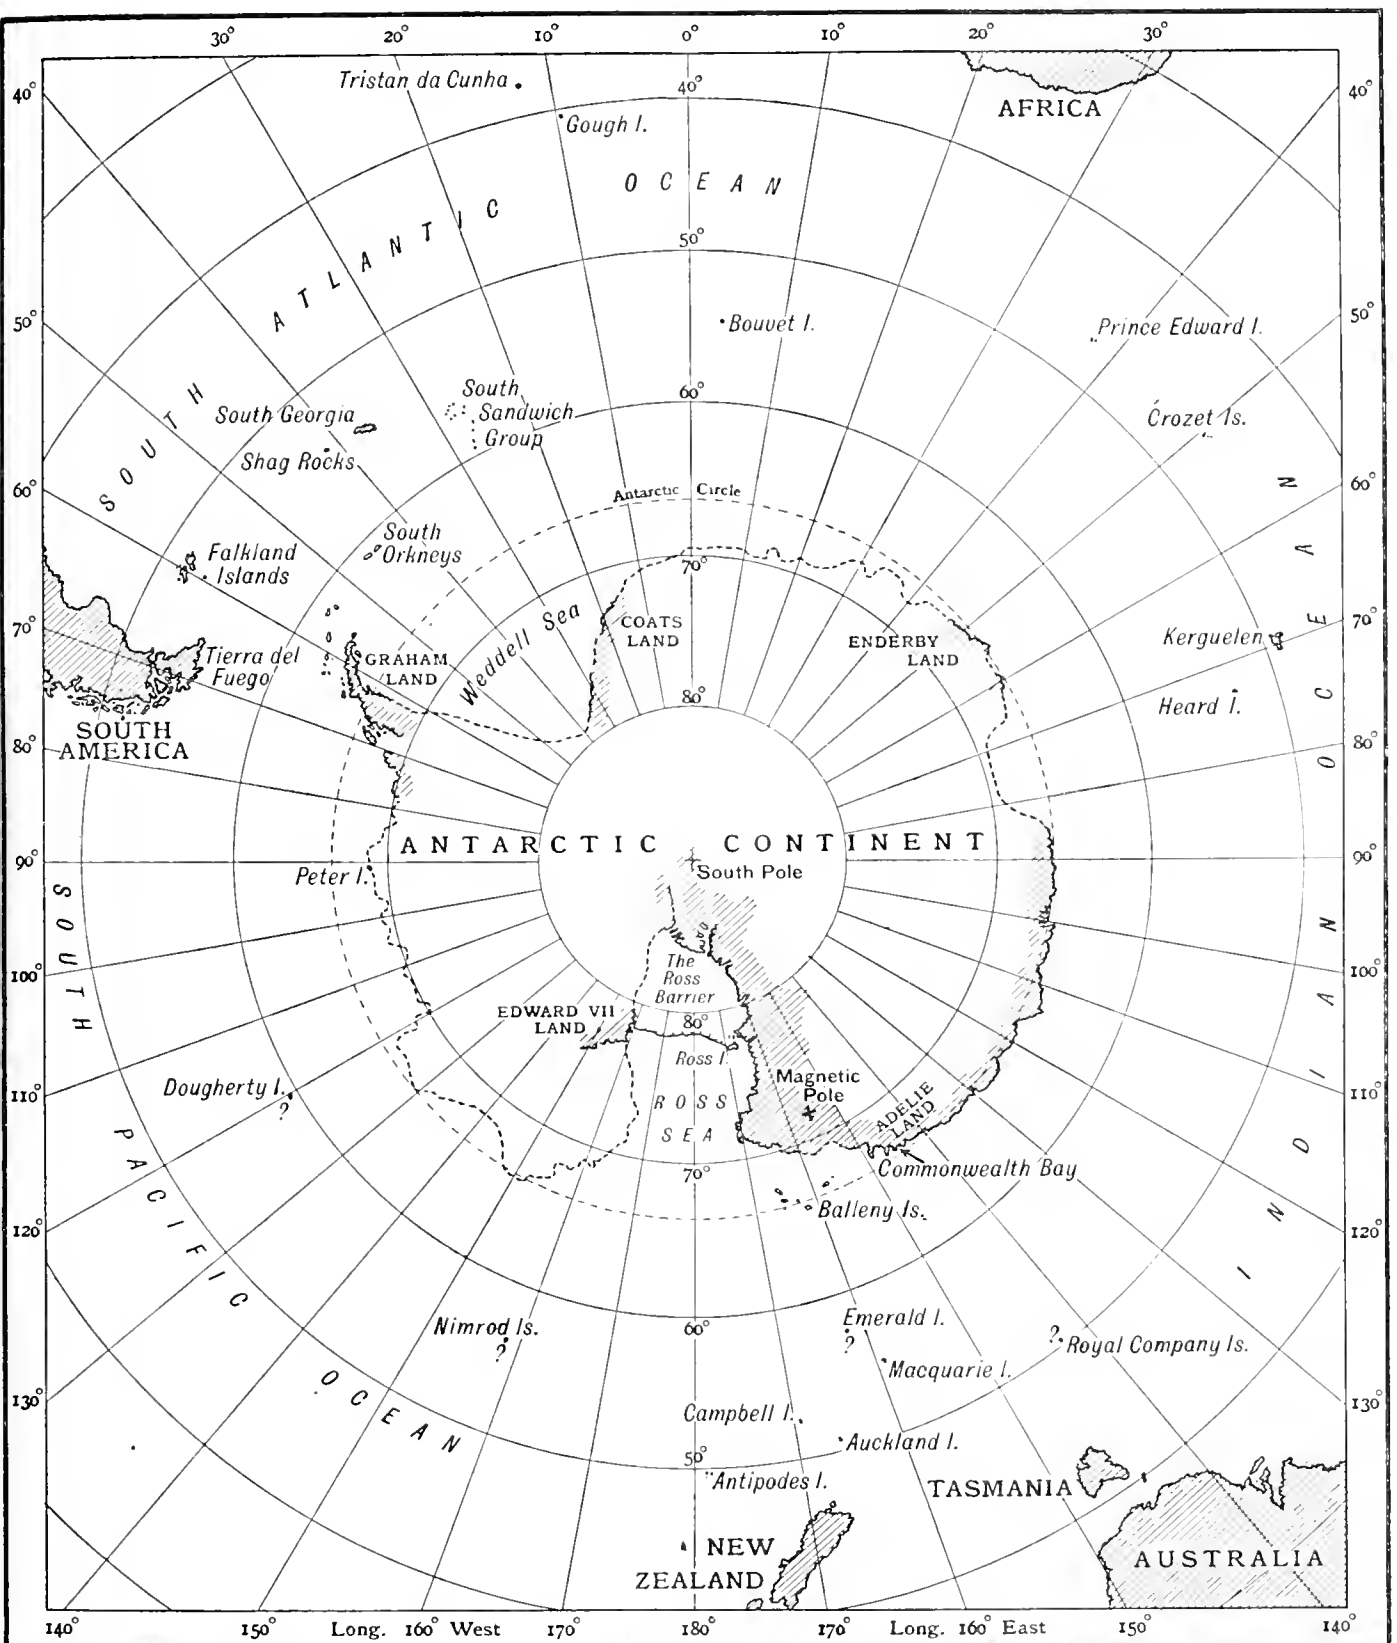 30° 20° 10° 0° 10° 20° 30°
40° Tristan da Cunha 40° AFRICA 40°
Gough I.
OCEAN
SOUTH ATLANTIC
50°
50° Bouvet I. Prince Edward I. 50°
60°
South
Sandwich
Group
South Georgia
Shag Rocks
Crozet Is.
60° Antarctic Circle 60°
South
Orkneys
Falkland
Islands
70°
Weddell Sea
COATS
LAND
ENDERBY
LAND
70° Kerguelen 70°
Tierra del
Fuego
GRAHAM
LAND
80°
Heard I.
SOUTH
AMERICA
80° 80°
ANTARCTIC CONTINENT
90° South Pole 90°
Peter I.
The
Ross
Barrier
100° 100°
EDWARD VII
LAND
80°
Ross I.
Magnetic
Pole
ROSS
SEA
ADELIE
LAND
Dougherty I.
?
110° 110°
70°
Commonwealth Bay
Balleny Is.
120° 120°
INDIAN OCEAN
SOUTH PACIFIC
OCEAN
Nimrod Is.
?
60°
Emerald I.
?
? Royal Company Is.
Macquarie I.
130° 130°
Campbell I.
Auckland I.
50°
Antipodes I.
TASMANIA
NEW
ZEALAND
AUSTRALIA
140° 150° Long. 160° West 170° 180° 170° Long. 160° East 150° 140°